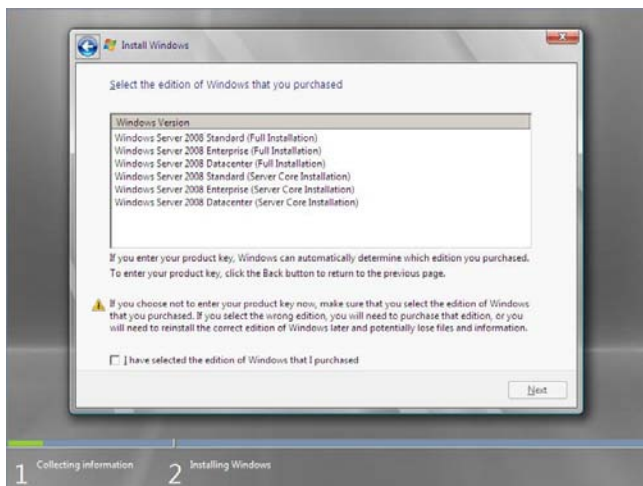 Install Windows
Select the edition of Windows that you purchased
Windows Version
Windows Server 2008 Standard (Full Installation)
Windows Server 2008 Enterprise (Full Installation)
Windows Server 2008 Datacenter (Full Installation)
Windows Server 2008 Standard (Server Core Installation)
Windows Server 2008 Enterprise (Server Core Installation)
Windows Server 2008 Datacenter (Server Core Installation)
If you enter your product key, Windows can automatically determine which edition you purchased.
To enter your product key, click the Back button to return to the previous page.
If you choose not to enter your product key now, make sure that you select the edition of Windows
that you purchased. If you select the wrong edition, you will need to purchase that edition, or you
will need to reinstall the correct edition of Windows later and potentially lose files and information.
I have selected the edition of Windows that I purchased
Next
1 Collecting information 2 Installing Windows